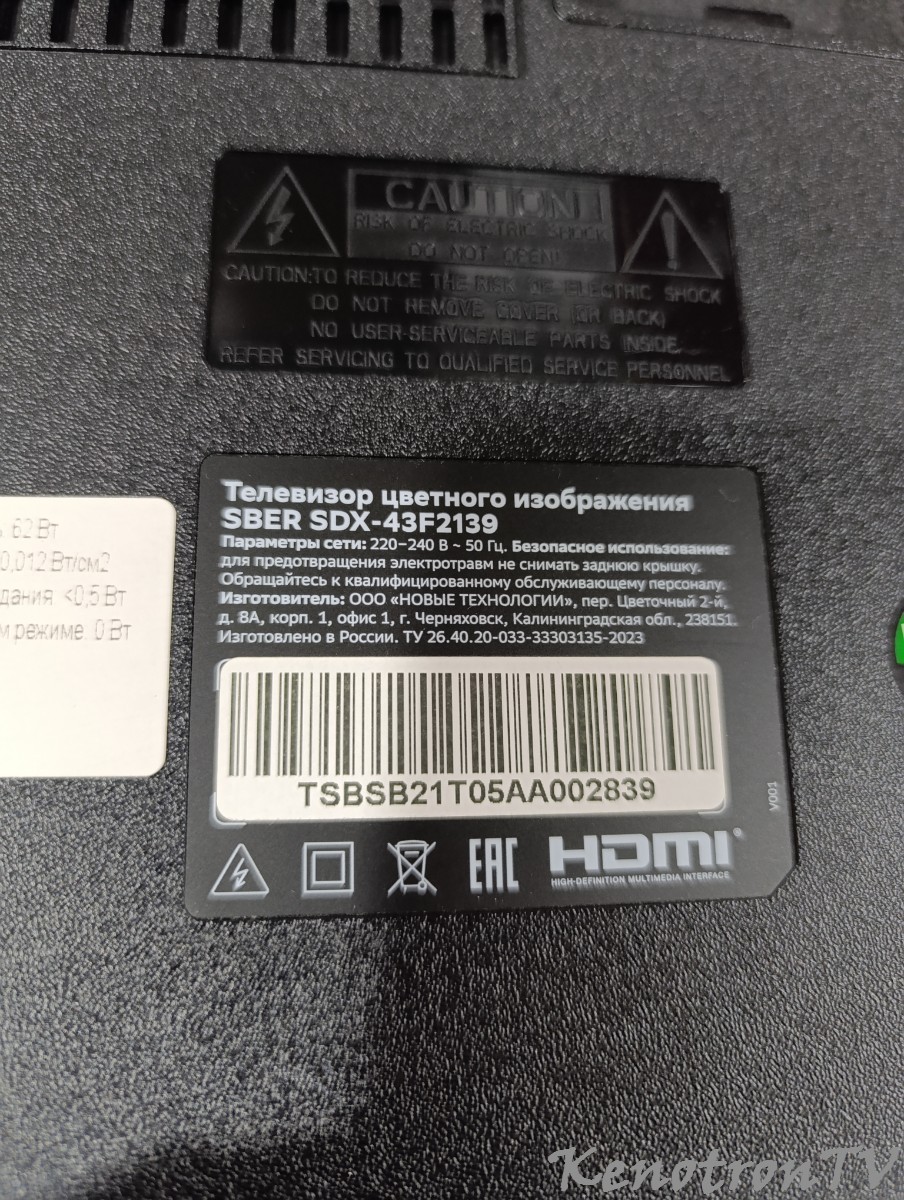 CAUTION
RISK OF ELECTRIC SHOCK
DO NOT OPEN!
CAUTION:TO REDUCE THE RISK OF ELECTRIC SHOCK
DO NOT REMOVE COVER (OR BACK)
NO USER-SERVICEABLE PARTS INSIDE.
REFER SERVICING TO QUALIFIED SERVICE PERSONNEL
62 Вт
0,012 Вт/см2
<0,5 Вт
режиме: 0 Вт
Телевизор цветного изображения
SBER SDX-43F2139
Параметры сети: 220–240 В ~ 50 Гц. Безопасное использование:
для предотвращения электротравм не снимать заднюю крышку.
Обращайтесь к квалифицированному обслуживающему персоналу.
Изготовитель: ООО «НОВЫЕ ТЕХНОЛОГИИ», пер. Цветочный 2-й,
д. 8А, корп. 1, офис 1, г. Черняховск, Калининградская обл., 238151.
Изготовлено в России. ТУ 26.40.20-033-33303135-2023
TSBSB21T05AA002839
V001
EAC HDMI
HIGH-DEFINITION MULTIMEDIA INTERFACE
KenotronTV